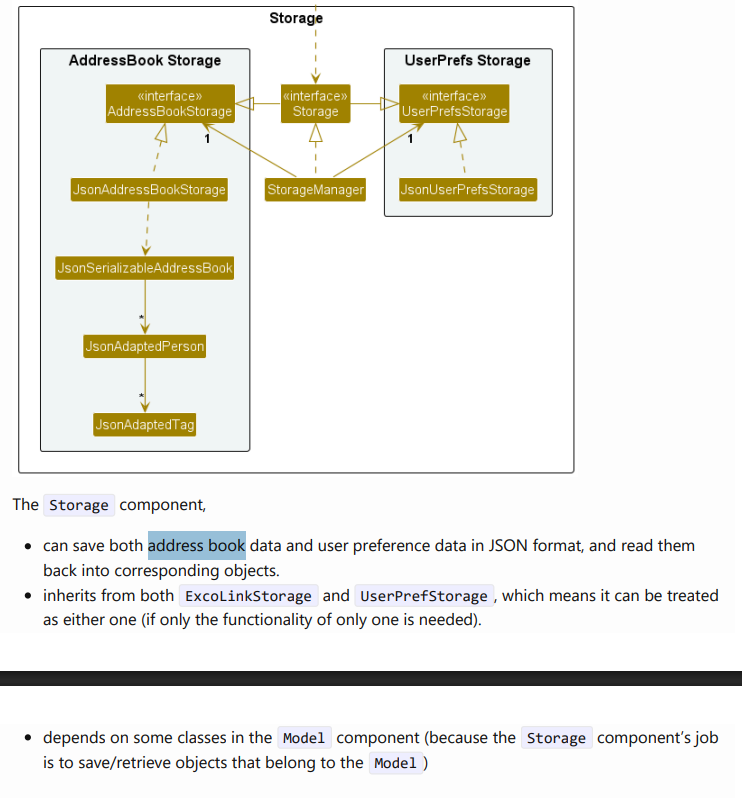 Storage
AddressBook Storage
UserPrefs Storage
«interface»
AddressBookStorage
«interface»
Storage
«interface»
UserPrefsStorage
1
1
JsonAddressBookStorage
StorageManager
JsonUserPrefsStorage
JsonSerializableAddressBook
*
JsonAdaptedPerson
*
JsonAdaptedTag
The Storage component,
• can save both address book data and user preference data in JSON format, and read them
back into corresponding objects.
• inherits from both ExcoLinkStorage and UserPrefStorage, which means it can be treated
as either one (if only the functionality of only one is needed).
• depends on some classes in the Model component (because the Storage component's job
is to save/retrieve objects that belong to the Model)